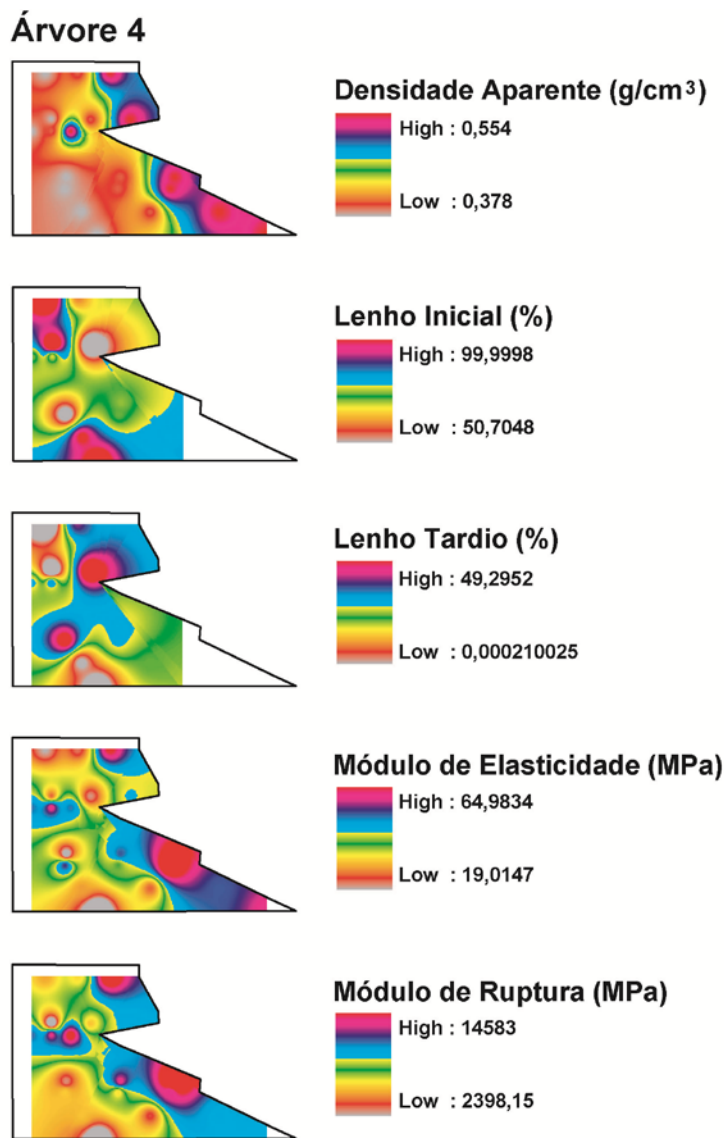 Árvore 4
Densidade Aparente (g/cm³)
High : 0,554
Low : 0,378
Lenho Inicial (%)
High : 99,9998
Low : 50,7048
Lenho Tardio (%)
High : 49,2952
Low : 0,000210025
Módulo de Elasticidade (MPa)
High : 64,9834
Low : 19,0147
Módulo de Ruptura (MPa)
High : 14583
Low : 2398,15